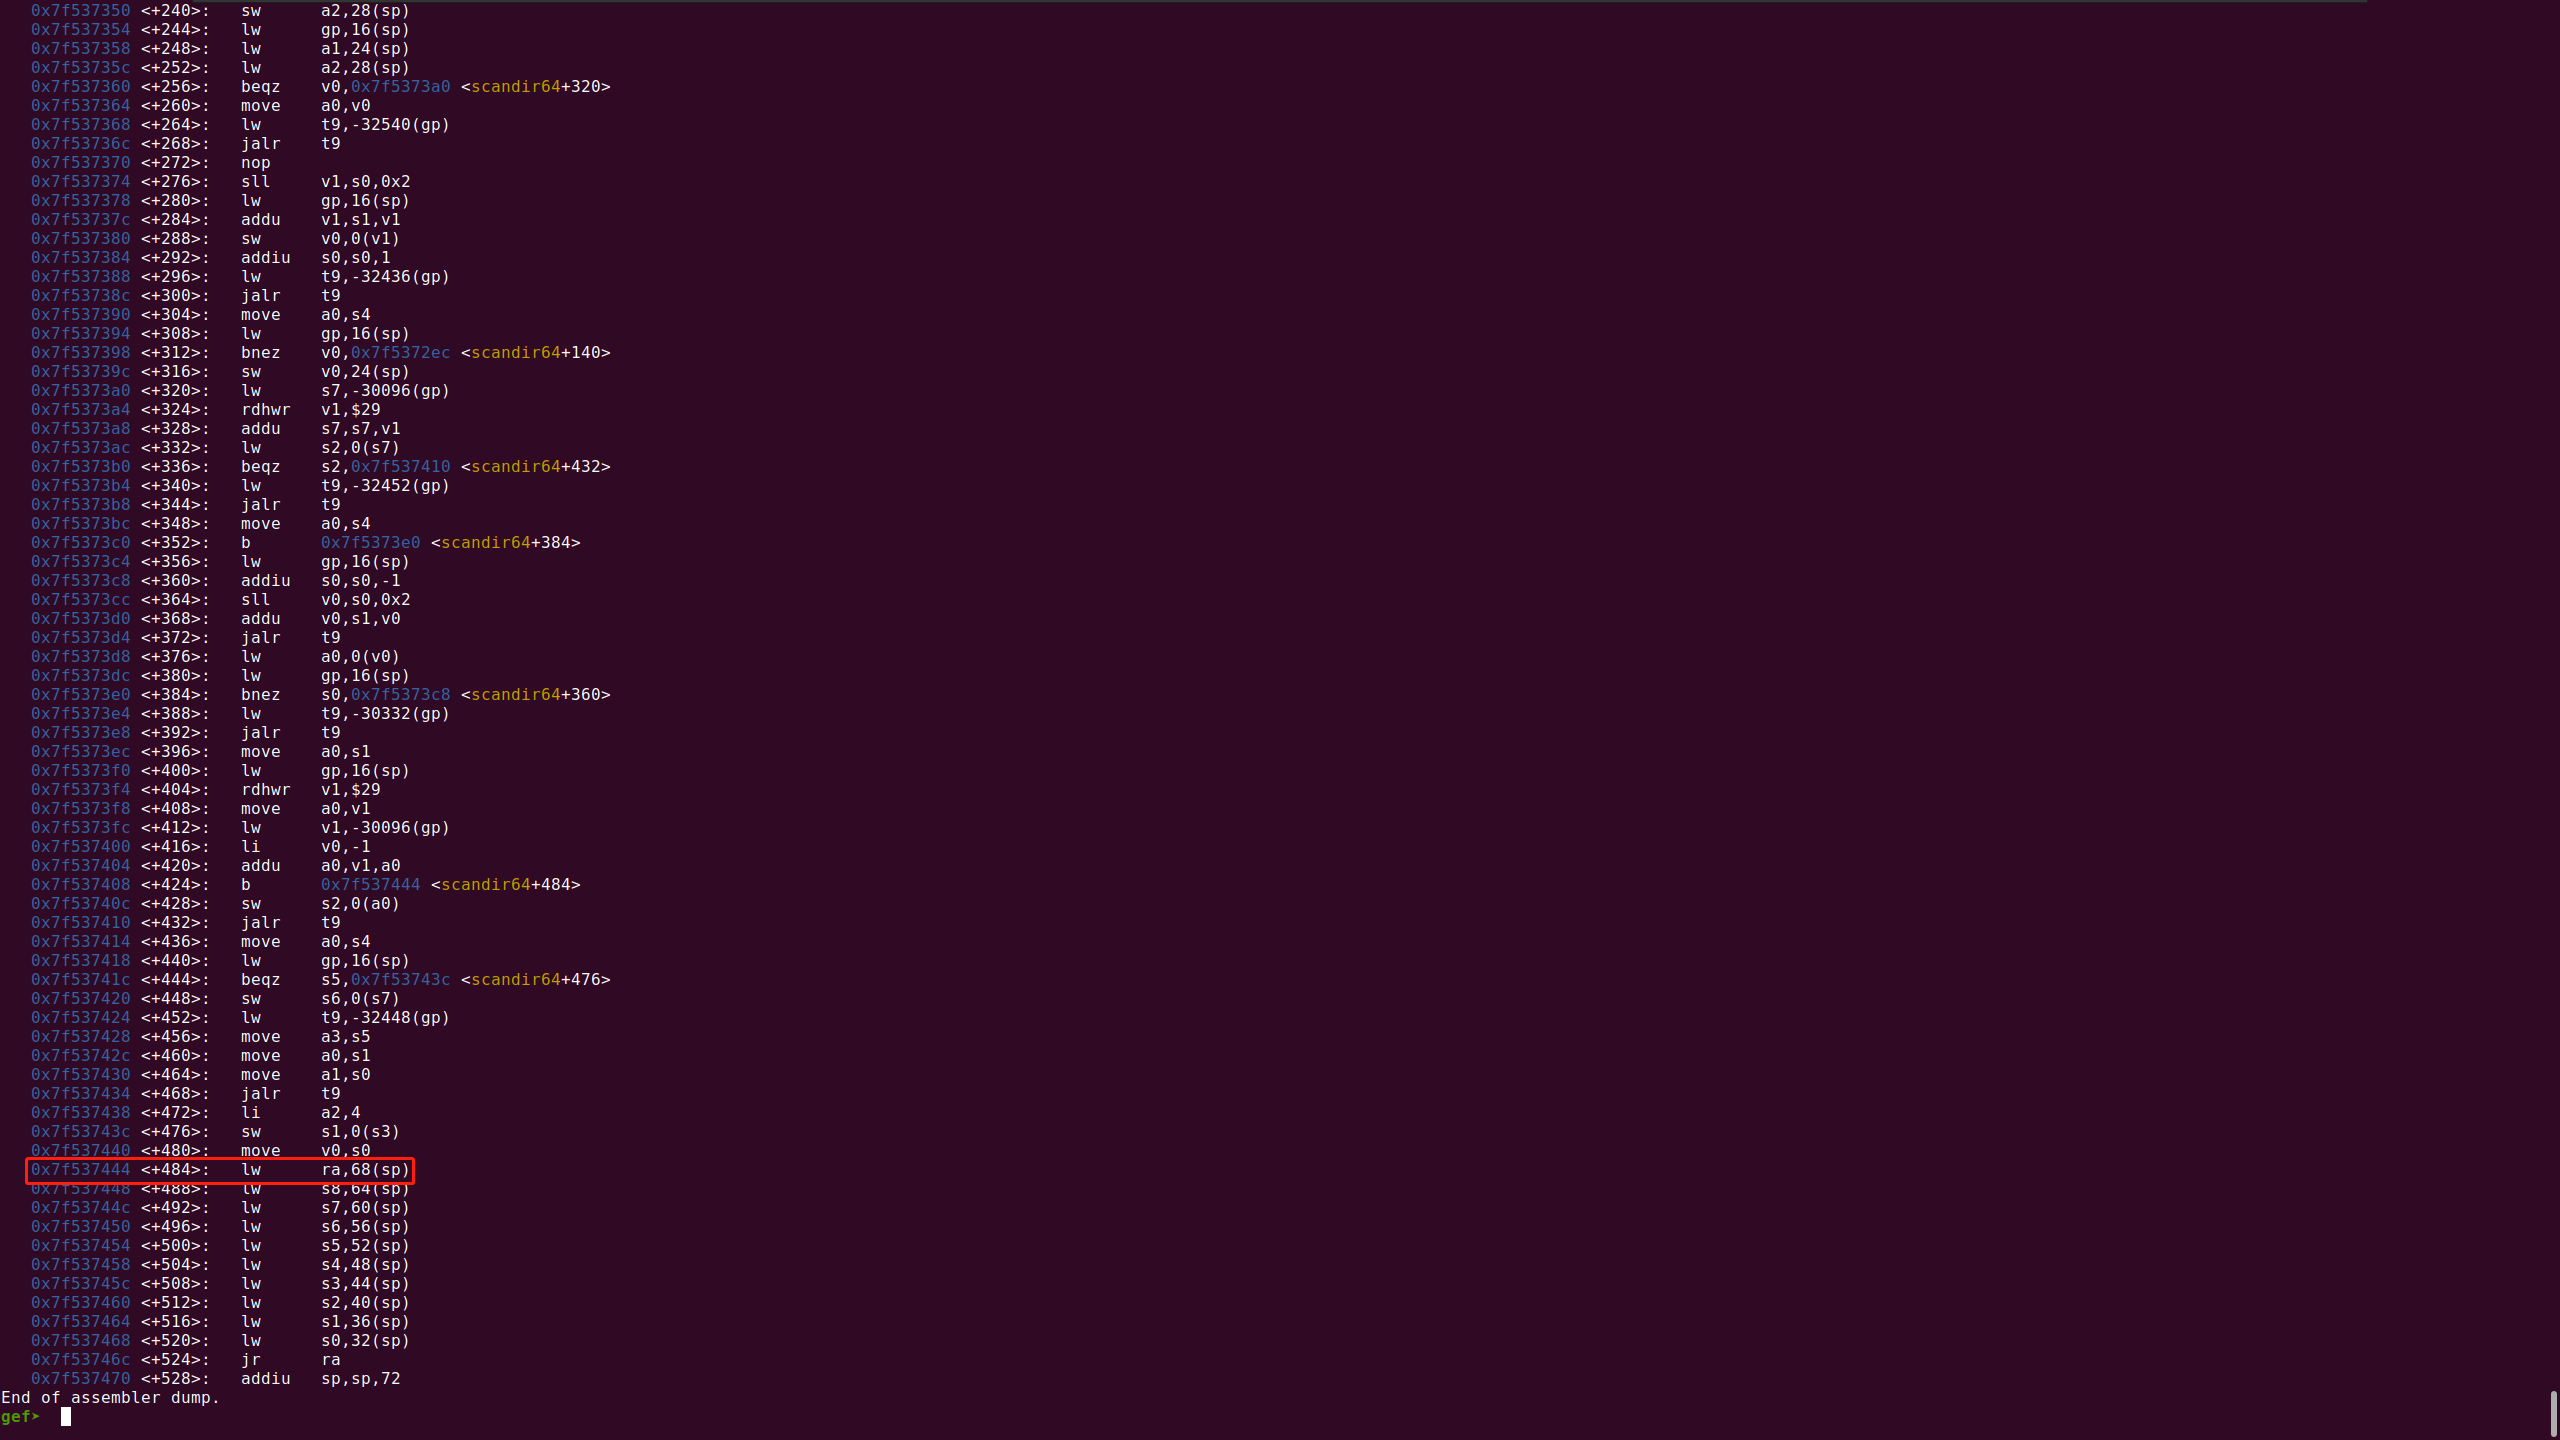 0x7f537350 <+240>: sw a2,28(sp)
0x7f537354 <+244>: lw gp,16(sp)
0x7f537358 <+248>: lw a1,24(sp)
0x7f53735c <+252>: lw a2,28(sp)
0x7f537360 <+256>: beqz v0,0x7f5373a0 <scandir64+320>
0x7f537364 <+260>: move a0,v0
0x7f537368 <+264>: lw t9,-32540(gp)
0x7f53736c <+268>: jalr t9
0x7f537370 <+272>: nop
0x7f537374 <+276>: sll v1,s0,0x2
0x7f537378 <+280>: lw gp,16(sp)
0x7f53737c <+284>: addu v1,s1,v1
0x7f537380 <+288>: sw v0,0(v1)
0x7f537384 <+292>: addiu s0,s0,1
0x7f537388 <+296>: lw t9,-32436(gp)
0x7f53738c <+300>: jalr t9
0x7f537390 <+304>: move a0,s4
0x7f537394 <+308>: lw gp,16(sp)
0x7f537398 <+312>: bnez v0,0x7f5372ec <scandir64+140>
0x7f53739c <+316>: sw v0,24(sp)
0x7f5373a0 <+320>: lw s7,-30096(gp)
0x7f5373a4 <+324>: rdhwr v1,$29
0x7f5373a8 <+328>: addu s7,s7,v1
0x7f5373ac <+332>: lw s2,0(s7)
0x7f5373b0 <+336>: beqz s2,0x7f537410 <scandir64+432>
0x7f5373b4 <+340>: lw t9,-32452(gp)
0x7f5373b8 <+344>: jalr t9
0x7f5373bc <+348>: move a0,s4
0x7f5373c0 <+352>: b 0x7f5373e0 <scandir64+384>
0x7f5373c4 <+356>: lw gp,16(sp)
0x7f5373c8 <+360>: addiu s0,s0,-1
0x7f5373cc <+364>: sll v0,s0,0x2
0x7f5373d0 <+368>: addu v0,s1,v0
0x7f5373d4 <+372>: jalr t9
0x7f5373d8 <+376>: lw a0,0(v0)
0x7f5373dc <+380>: lw gp,16(sp)
0x7f5373e0 <+384>: bnez s0,0x7f5373c8 <scandir64+360>
0x7f5373e4 <+388>: lw t9,-30332(gp)
0x7f5373e8 <+392>: jalr t9
0x7f5373ec <+396>: move a0,s1
0x7f5373f0 <+400>: lw gp,16(sp)
0x7f5373f4 <+404>: rdhwr v1,$29
0x7f5373f8 <+408>: move a0,v1
0x7f5373fc <+412>: lw v1,-30096(gp)
0x7f537400 <+416>: li v0,-1
0x7f537404 <+420>: addu a0,v1,a0
0x7f537408 <+424>: b 0x7f537444 <scandir64+484>
0x7f53740c <+428>: sw s2,0(a0)
0x7f537410 <+432>: jalr t9
0x7f537414 <+436>: move a0,s4
0x7f537418 <+440>: lw gp,16(sp)
0x7f53741c <+444>: beqz s5,0x7f53743c <scandir64+476>
0x7f537420 <+448>: sw s6,0(s7)
0x7f537424 <+452>: lw t9,-32448(gp)
0x7f537428 <+456>: move a3,s5
0x7f53742c <+460>: move a0,s1
0x7f537430 <+464>: move a1,s0
0x7f537434 <+468>: jalr t9
0x7f537438 <+472>: li a2,4
0x7f53743c <+476>: sw s1,0(s3)
0x7f537440 <+480>: move v0,s0
0x7f537444 <+484>: lw ra,68(sp)
0x7f537448 <+488>: lw s8,64(sp)
0x7f53744c <+492>: lw s7,60(sp)
0x7f537450 <+496>: lw s6,56(sp)
0x7f537454 <+500>: lw s5,52(sp)
0x7f537458 <+504>: lw s4,48(sp)
0x7f53745c <+508>: lw s3,44(sp)
0x7f537460 <+512>: lw s2,40(sp)
0x7f537464 <+516>: lw s1,36(sp)
0x7f537468 <+520>: lw s0,32(sp)
0x7f53746c <+524>: jr ra
0x7f537470 <+528>: addiu sp,sp,72
End of assembler dump.
gef➤